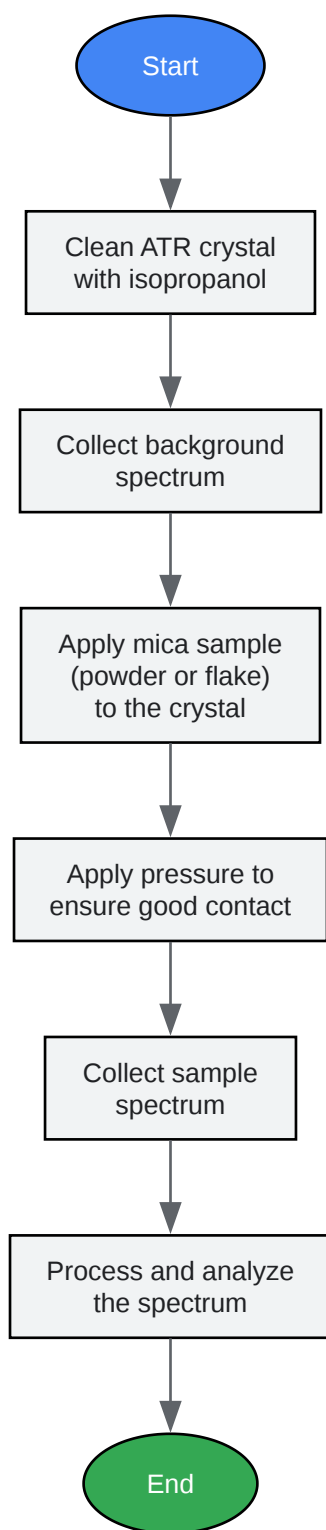 Start
Clean ATR crystal
with isopropanol
Collect background
spectrum
Apply mica sample
(powder or flake)
to the crystal
Apply pressure to
ensure good contact
Collect sample
spectrum
Process and analyze
the spectrum
End